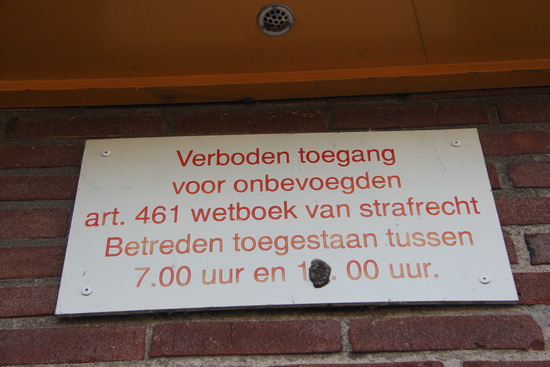 Verboden toegang
voor onbevoegden
art. 461 wetboek van strafrecht
Betreden toegestaan tussen
7.00 uur en uur.